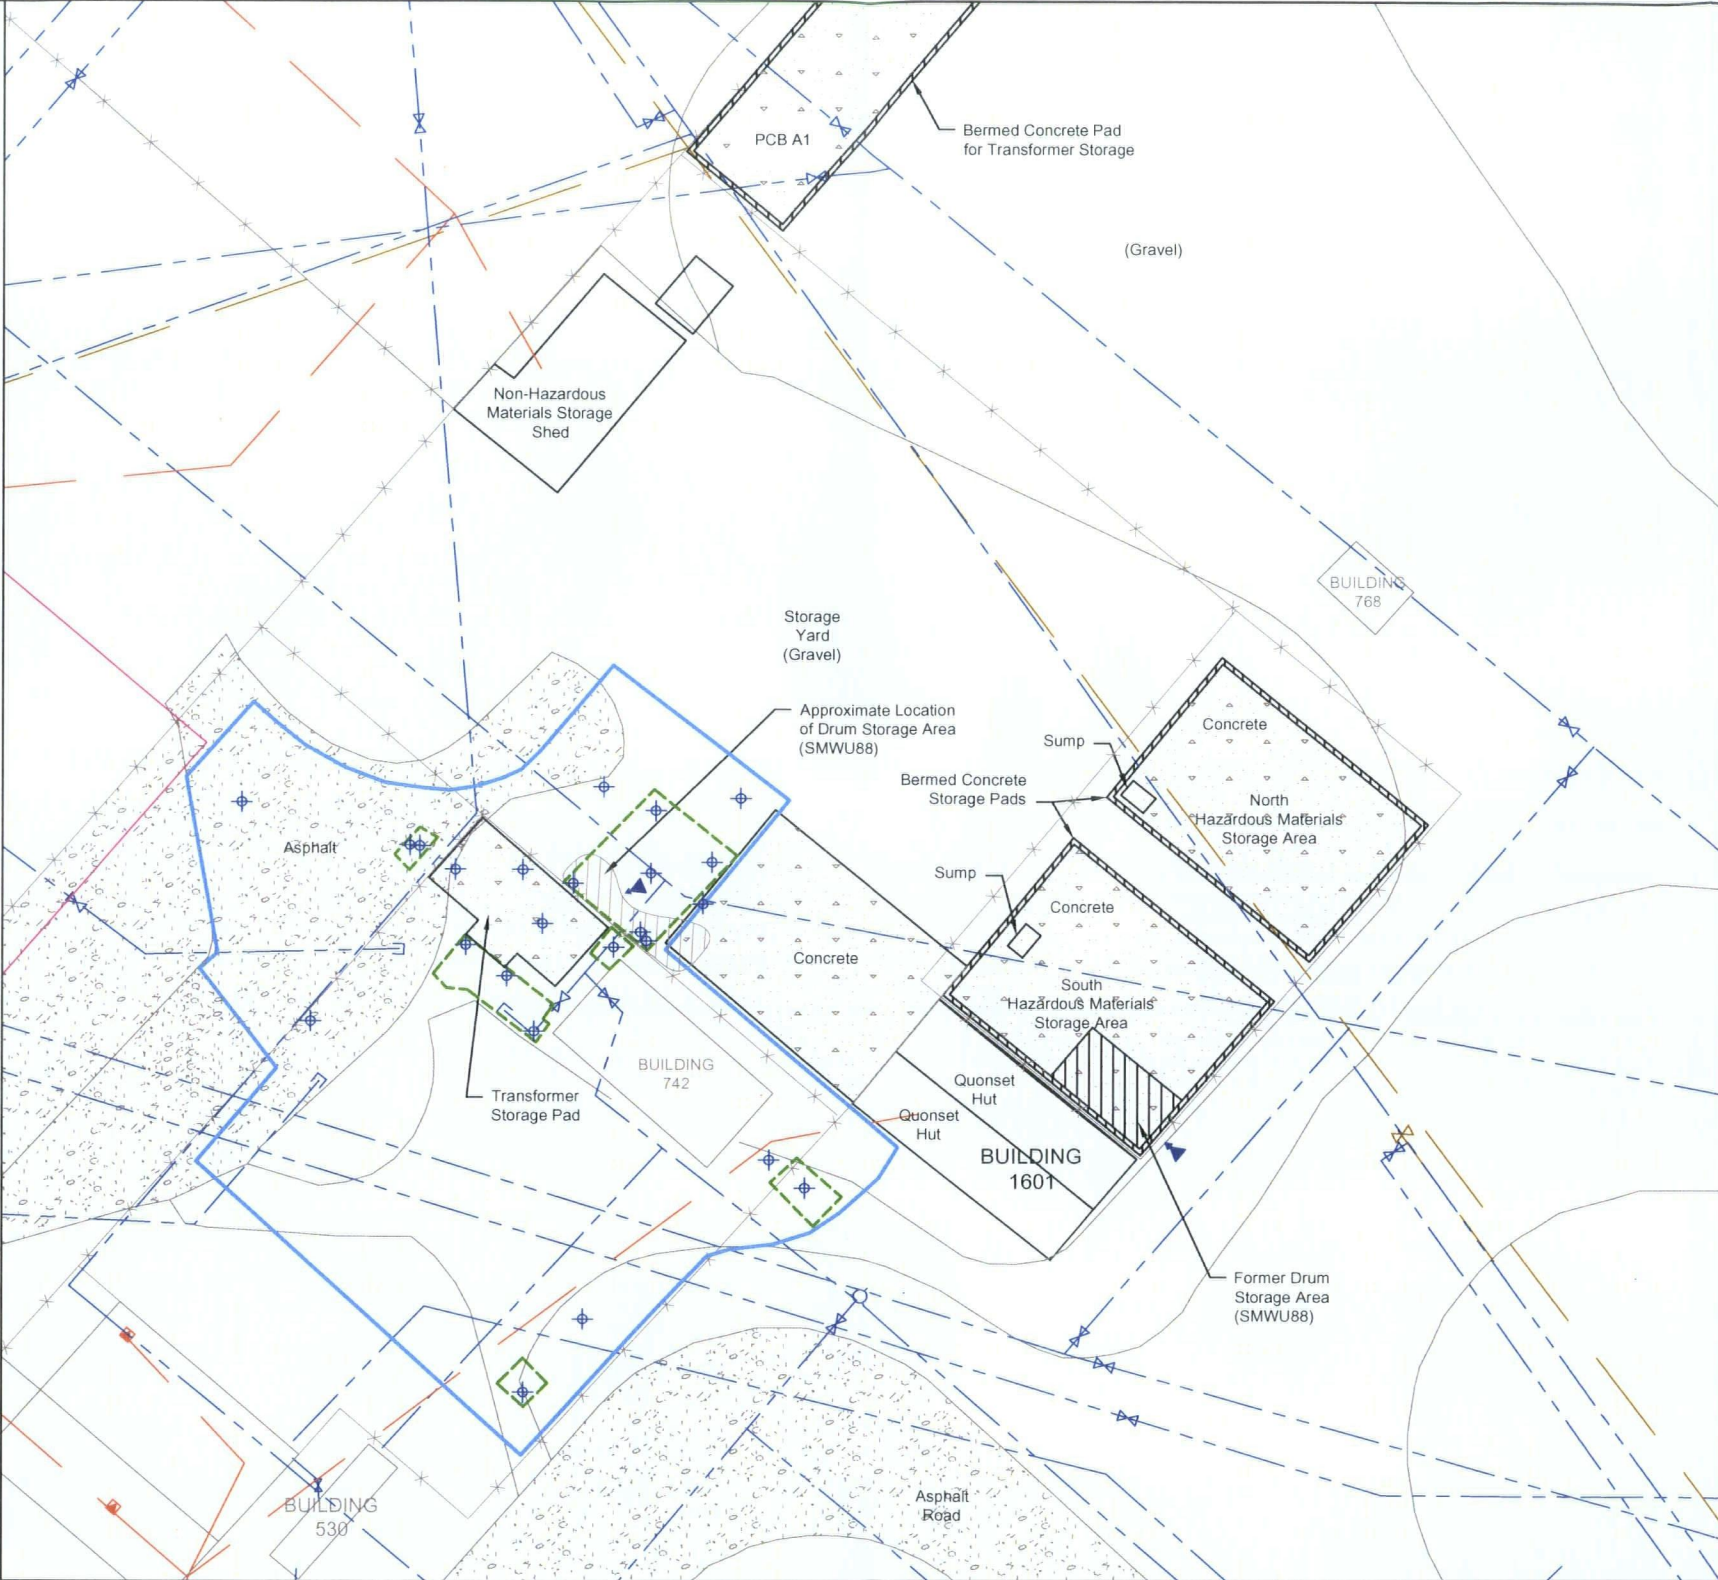 PCB A1
Bermed Concrete Pad
for Transformer Storage
(Gravel)
Non-Hazardous
Materials Storage
Shed
BUILDING
768
Storage
Yard
(Gravel)
Approximate Location
of Drum Storage Area
(SMWU88)
Concrete
Sump
Bermed Concrete
Storage Pads
North
Hazardous Materials
Storage Area
Asphalt
Sump
Concrete
Concrete
South
Hazardous Materials
Storage Area
BUILDING
742
Transformer
Storage Pad
Quonset
Hut
Quonset
Hut
BUILDING
1601
Former Drum
Storage Area
(SMWU88)
BUILDING
530
Asphalt
Road